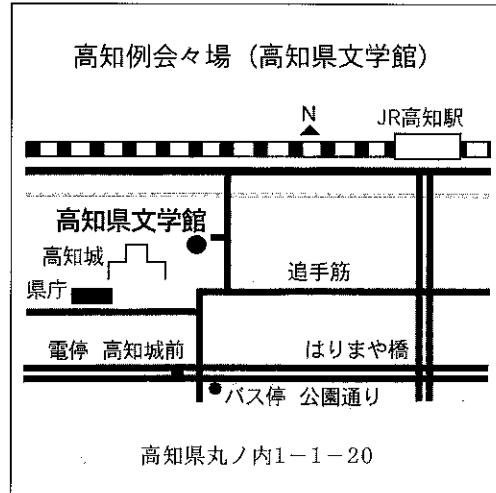 高知例会々場（高知県文学館）
N
JR高知駅
高知県文学館
高知城
追手筋
県庁
電停 高知城前
はりまや橋
バス停 公園通り
高知県丸ノ内1－1－20